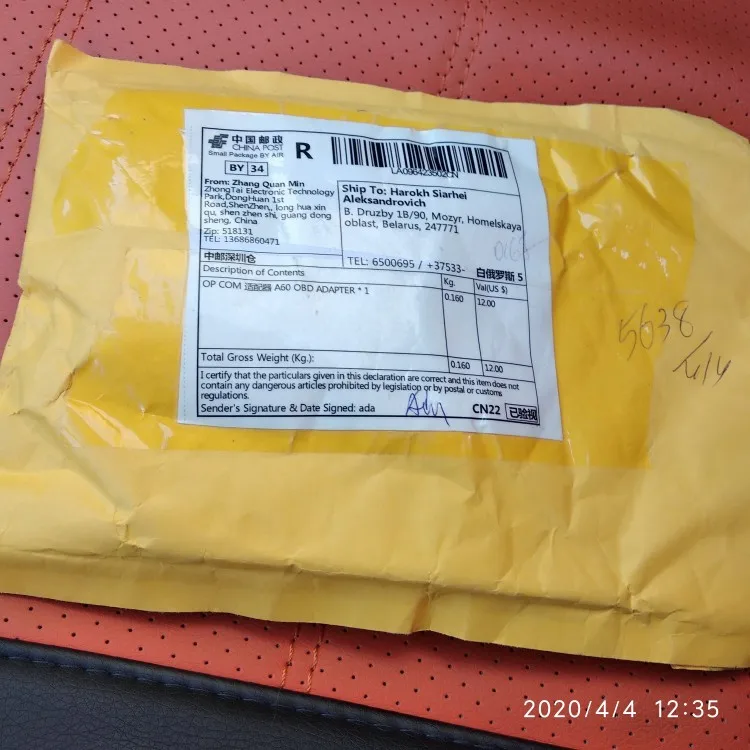 中国邮政
CHINA POST
Small Package BY AIR
R
BY 34
LA096423502CN
From: Zhang Quan Min
ZhongTai Electronic Technology
Park,DongHuan 1st
Road,ShenZhen,, long hua xin
qu, shen zhen shi, guang dong
sheng, China
Zip: 518131
TEL: 13686860471
Ship To: Harokh Siarhei
Aleksandrovich
B. Druzby 1B/90, Mozyr, Homelskaya
oblast, Belarus, 247771
0168
TEL: 6500695 / +37533-
中邮深圳仓
白俄罗斯 5
Description of Contents
Kg.
Val(US $)
OP COM 适配器 A60 OBD ADAPTER * 1
0.160
12.00
Total Gross Weight (Kg.):
0.160
12.00
I certify that the particulars given in this declaration are correct and this item does not
contain any dangerous articles prohibited by legislation or by postal or customs
regulations.
Sender's Signature & Date Signed: ada
CN22
已验视
5638
2020/4/4 12:35